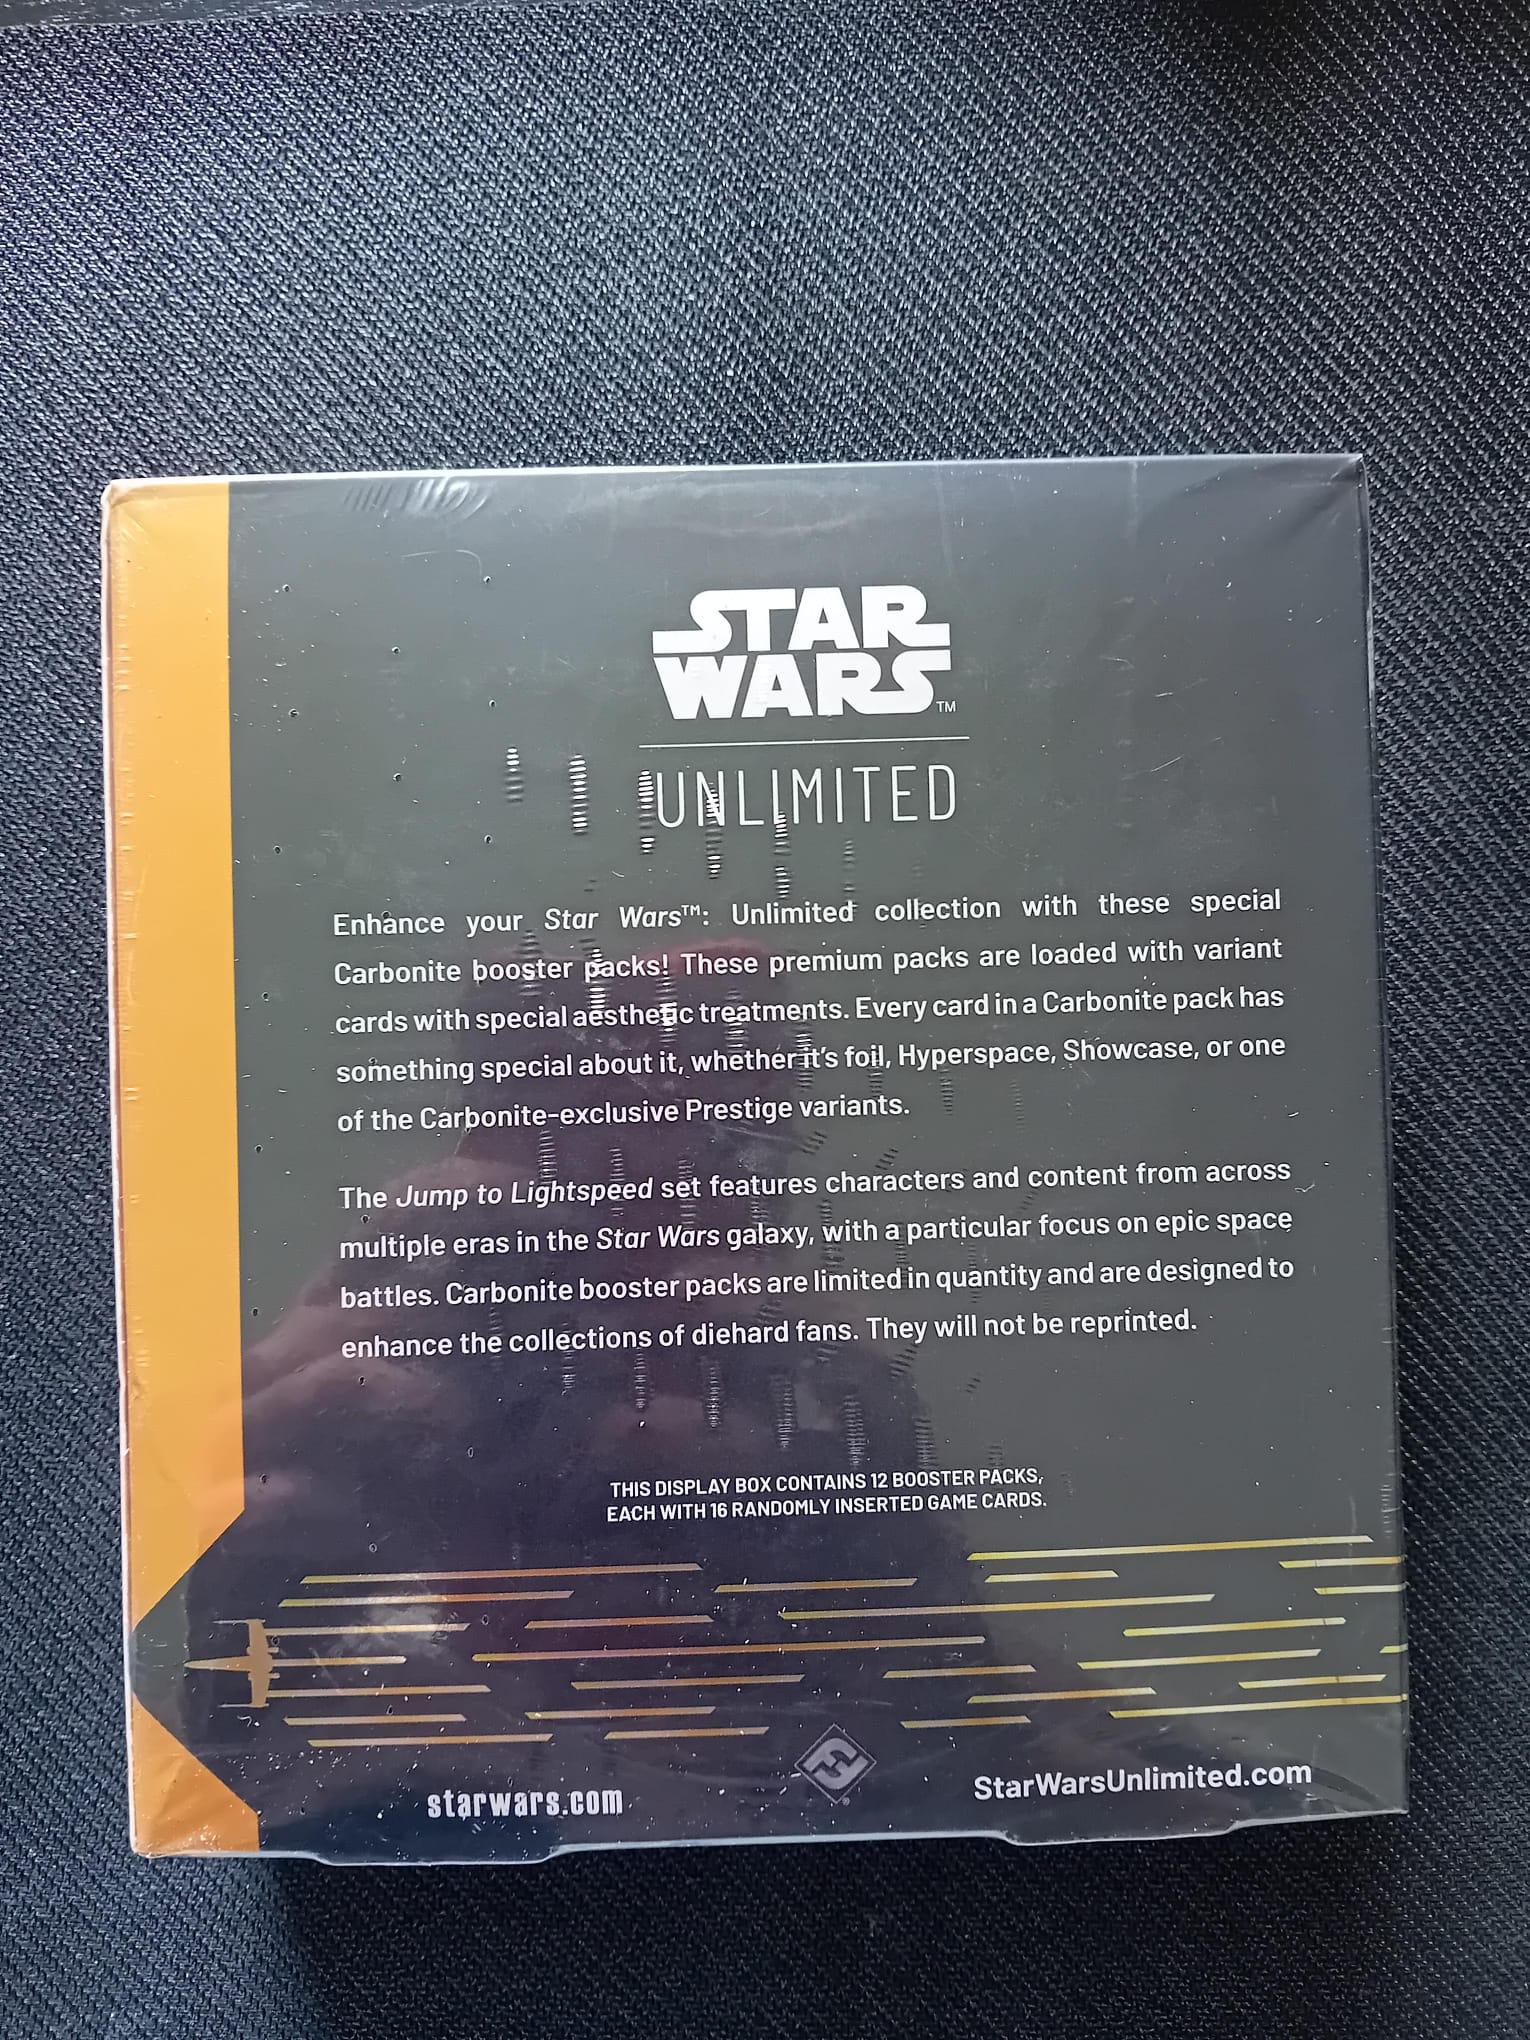 STAR
WARS™
UNLIMITED
Enhance your Star Wars™: Unlimited collection with these special
Carbonite booster packs! These premium packs are loaded with variant
cards with special aesthetic treatments. Every card in a Carbonite pack has
something special about it, whether it's foil, Hyperspace, Showcase, or one
of the Carbonite-exclusive Prestige variants.
The Jump to Lightspeed set features characters and content from across
multiple eras in the Star Wars galaxy, with a particular focus on epic space
battles. Carbonite booster packs are limited in quantity and are designed to
enhance the collections of diehard fans. They will not be reprinted.
THIS DISPLAY BOX CONTAINS 12 BOOSTER PACKS,
EACH WITH 16 RANDOMLY INSERTED GAME CARDS.
starwars.com
FF®
StarWarsUnlimited.com